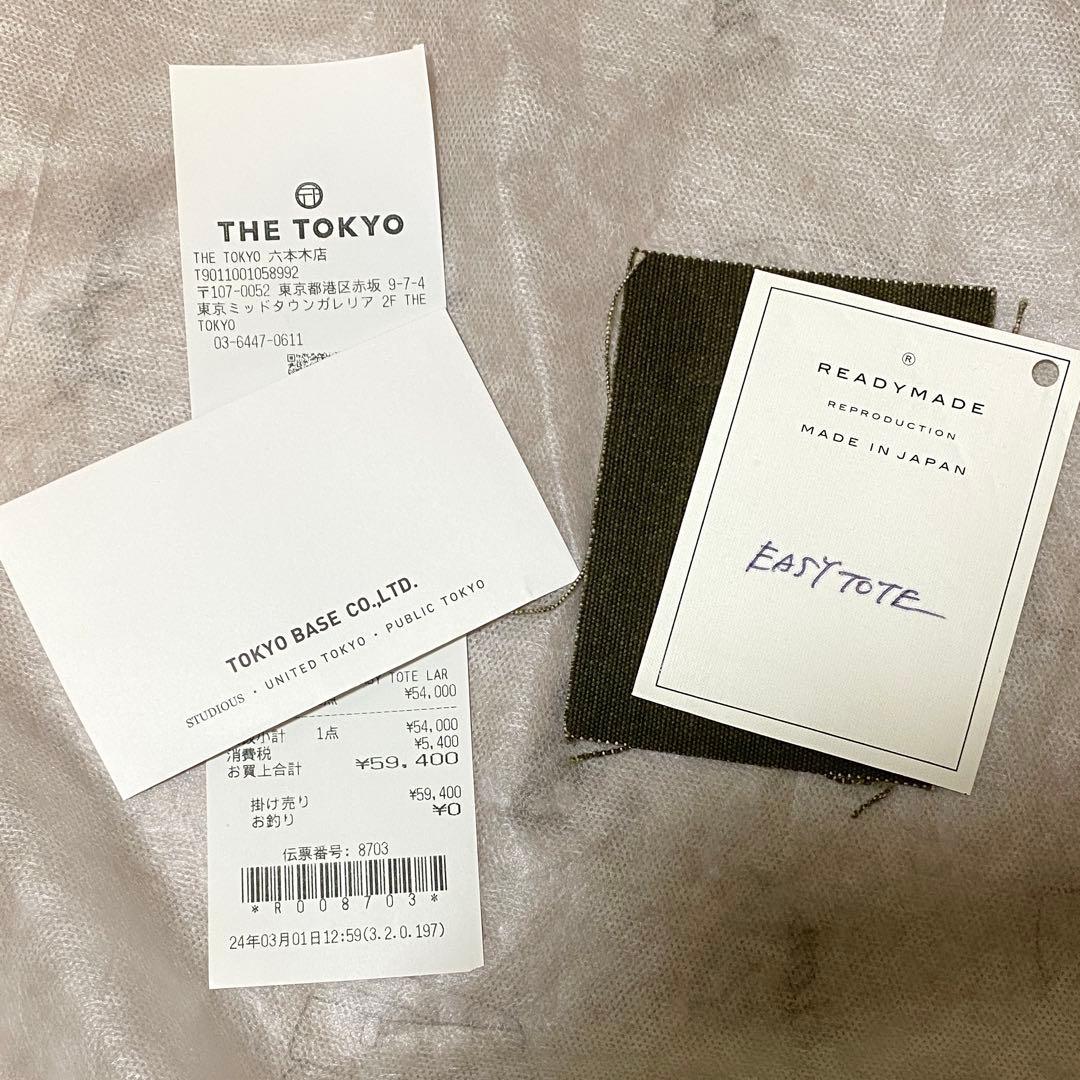 THE TOKYO
THE TOKYO 六本木店
T9011001058992
〒107-0052 東京都港区赤坂 9-7-4
東京ミッドタウンガレリア 2F THE
TOKYO
03-6447-0611
TOKYO BASE CO.,LTD.
STUDIOUS · UNITED TOKYO · PUBLIC TOKYO
TOTE LAR
¥54,000
小計 1点 ¥54,000
消費税 ¥5,400
お買上合計 ¥59,400
掛け売り ¥59,400
お釣り ¥0
伝票番号: 8703
*R008703*
24年03月01日12:59(3.2.0.197)
®
READYMADE
REPRODUCTION
MADE IN JAPAN
EASY TOTE